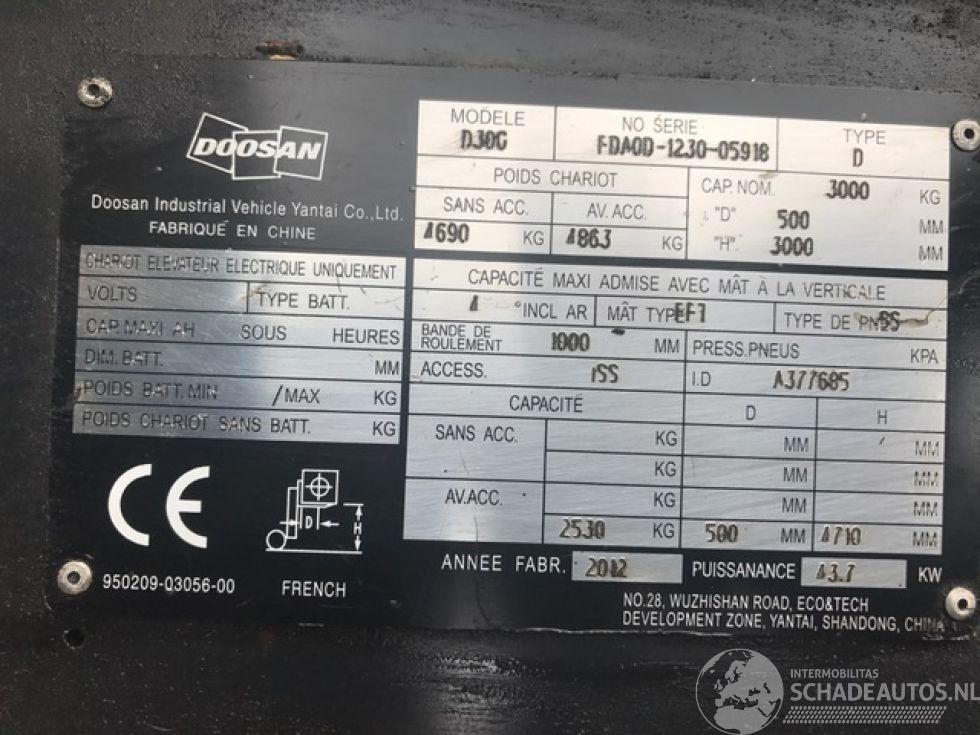 DOOSAN
Doosan Industrial Vehicle Yantai Co.,Ltd.
FABRIQUÉ EN CHINE
MODELE
D30G
NO SERIE
FDA0D-1230-05918
TYPE
D
POIDS CHARIOT
SANS ACC.
4690 KG
AV. ACC.
4863 KG
CAP. NOM. 3000 KG
"D" 500 MM
"H" 3000 MM
CHARIOT ELEVATEUR ELECTRIQUE UNIQUEMENT
VOLTS TYPE BATT.
CAP. MAXI AH SOUS HEURES
DIM. BATT. MM
POIDS BATT. MIN /MAX KG
POIDS CHARIOT SANS BATT. KG
CAPACITÉ MAXI ADMISE AVEC MÂT À LA VERTICALE
4 °INCL AR MÂT TYPE TYPE DE
BANDE DE
ROULEMENT 1000 MM PRESS.PNEUS KPA
ACCESS. ISS I.D A377685
CAPACITÉ D H
SANS ACC. KG MM MM
KG MM MM
AV.ACC. KG MM MM
2530 KG 500 MM 4710 MM
ANNEE FABR. 2012 PUISSANANCE 43.7 KW
950209-03056-00
D
H
FRENCH
NO.28, WUZHISHAN ROAD, ECO&TECH
DEVELOPMENT ZONE, YANTAI, SHANDONG, CHINA
CE
INTERMOBILITAS
SCHADEAUTOS.NL